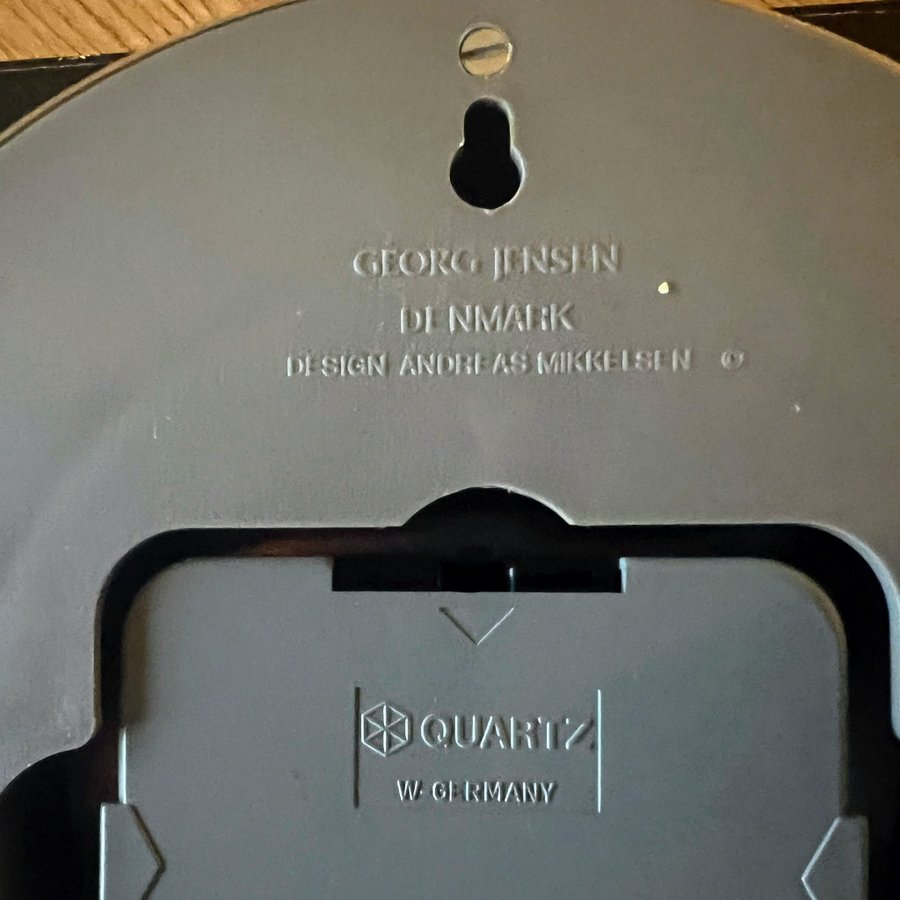 GEORG JENSEN
DENMARK
DESIGN ANDREAS MIKKELSEN ©
QUARTZ
W. GERMANY